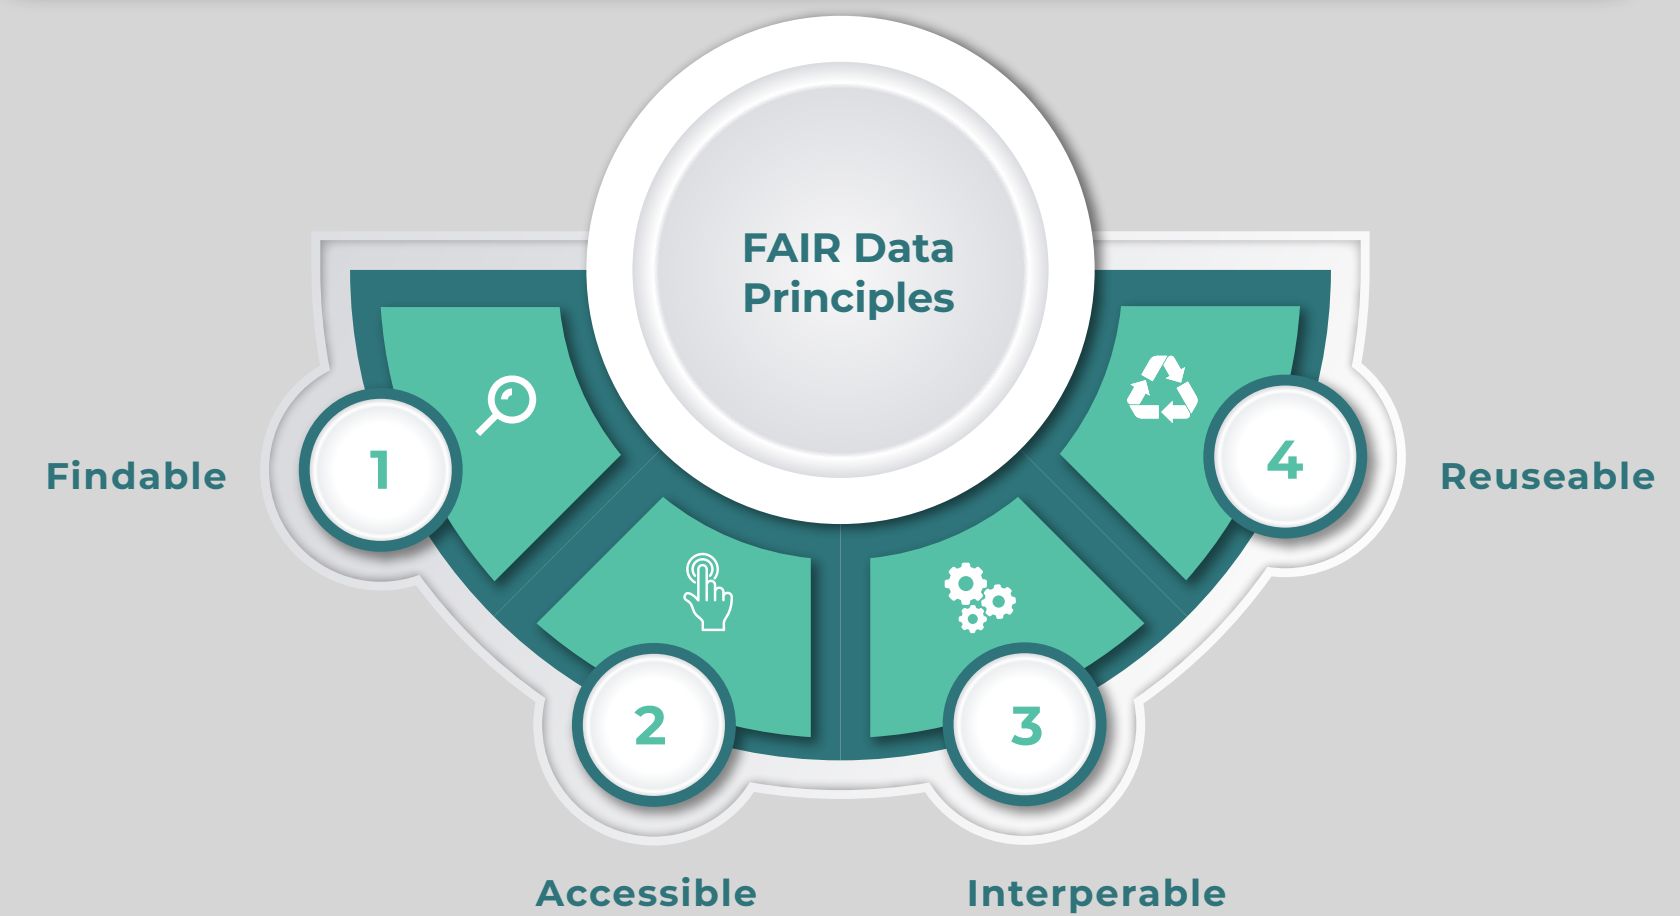 FAIR Data
Principles
1
Findable
2
Accessible
3
Interperable
4
Reuseable